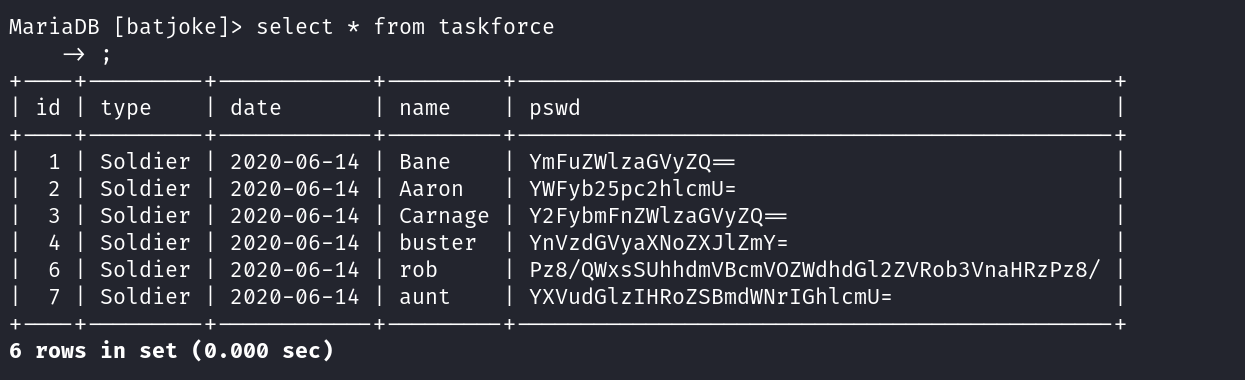 MariaDB [batjoke]> select * from taskforce
    -> ;
+----+---------+------------+---------+----------------------------------------------+
| id | type    | date       | name    | pswd                                         |
+----+---------+------------+---------+----------------------------------------------+
|  1 | Soldier | 2020-06-14 | Bane    | YmFuZWlzaGVyZQ==                             |
|  2 | Soldier | 2020-06-14 | Aaron   | YWFyb25pc2hlcmU=                             |
|  3 | Soldier | 2020-06-14 | Carnage | Y2FybmFnZWlzaGVyZQ==                         |
|  4 | Soldier | 2020-06-14 | buster  | YnVzdGVyaXNoZXJlZmY=                         |
|  6 | Soldier | 2020-06-14 | rob     | Pz8/QWxsSUhhdmVBcmVOZWdhdGl2ZVRob3VnaHRzPz8/ |
|  7 | Soldier | 2020-06-14 | aunt    | YXVudGlzIHRoZSBmdWNrIGhlcmU=                 |
+----+---------+------------+---------+----------------------------------------------+
6 rows in set (0.000 sec)